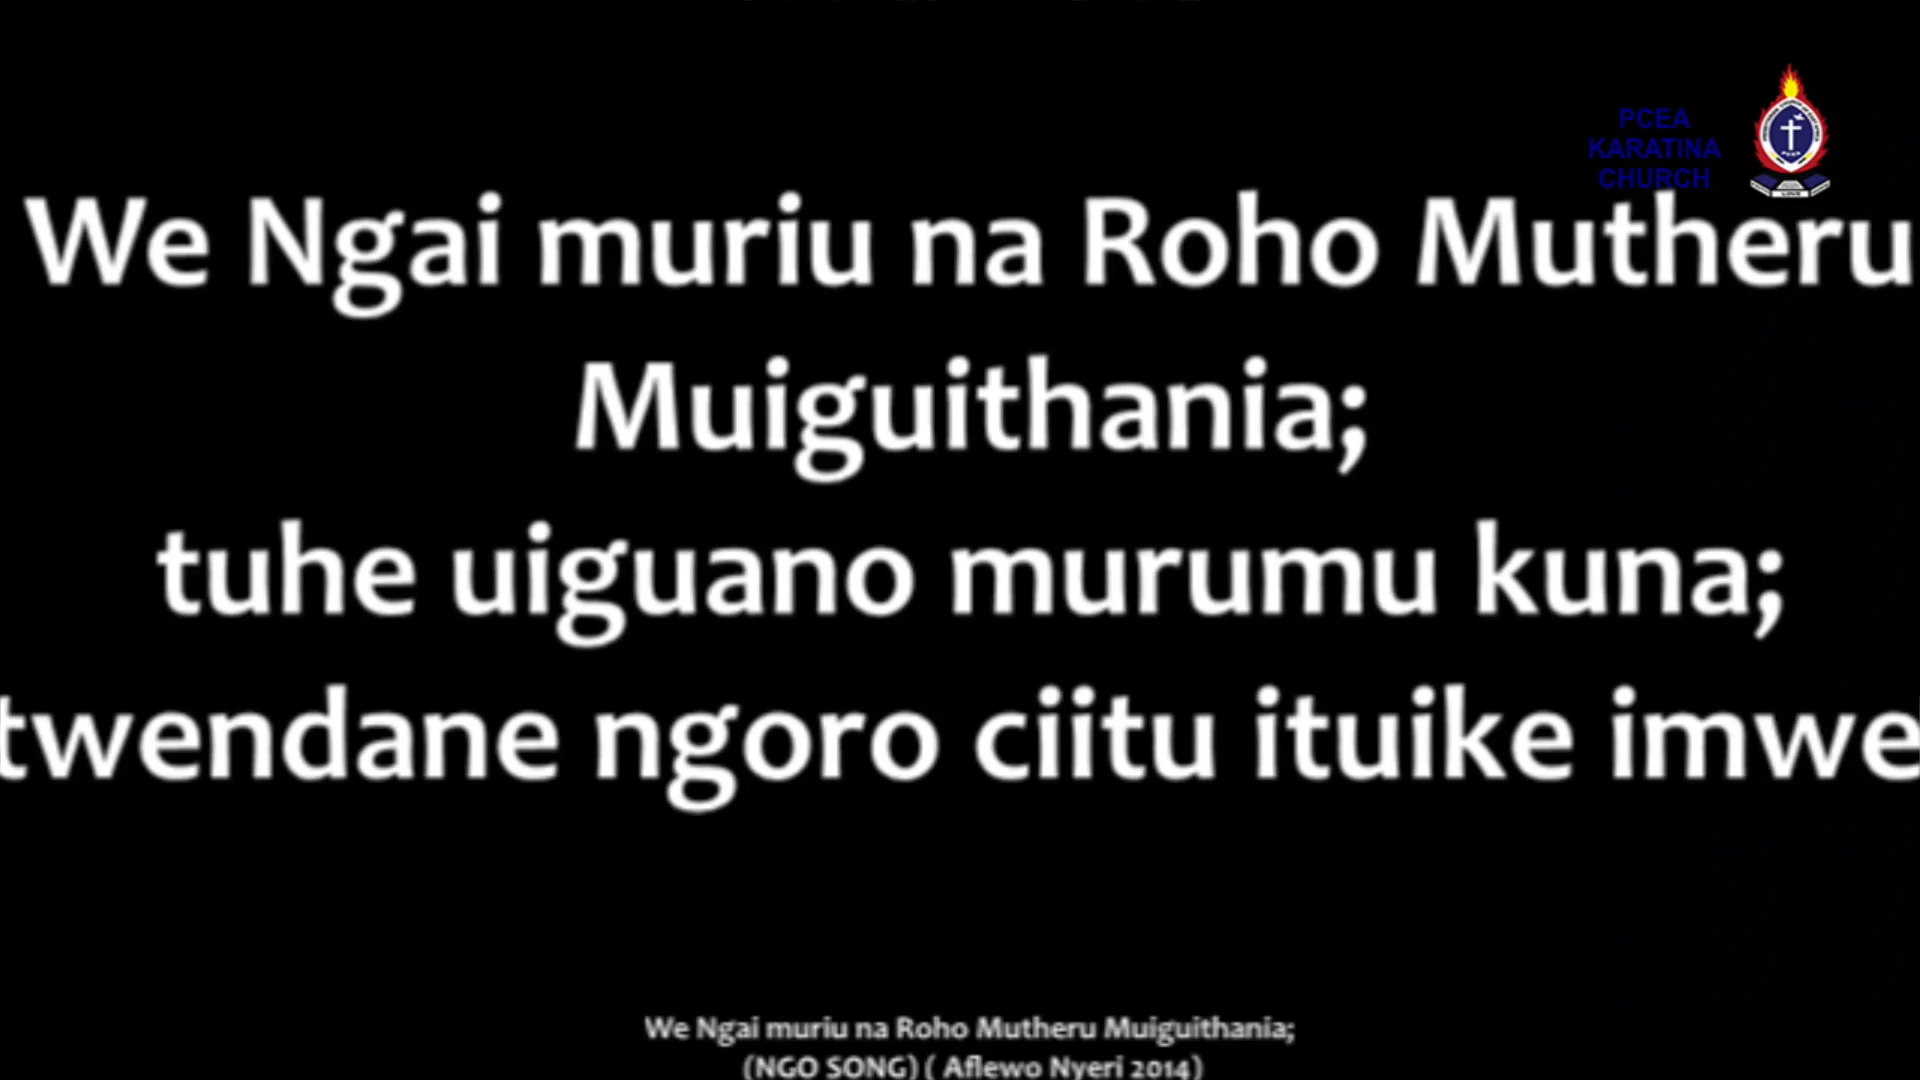 PCEA
KARATINA
CHURCH
We Ngai muriu na Roho Mutheru
Muiguithania;
tuhe uiguano murumu kuna;
twendane ngoro ciitu ituike imwe
We Ngai muriu na Roho Mutheru Muiguithania;
(NGO SONG) ( Aflewo Nyeri 2014)